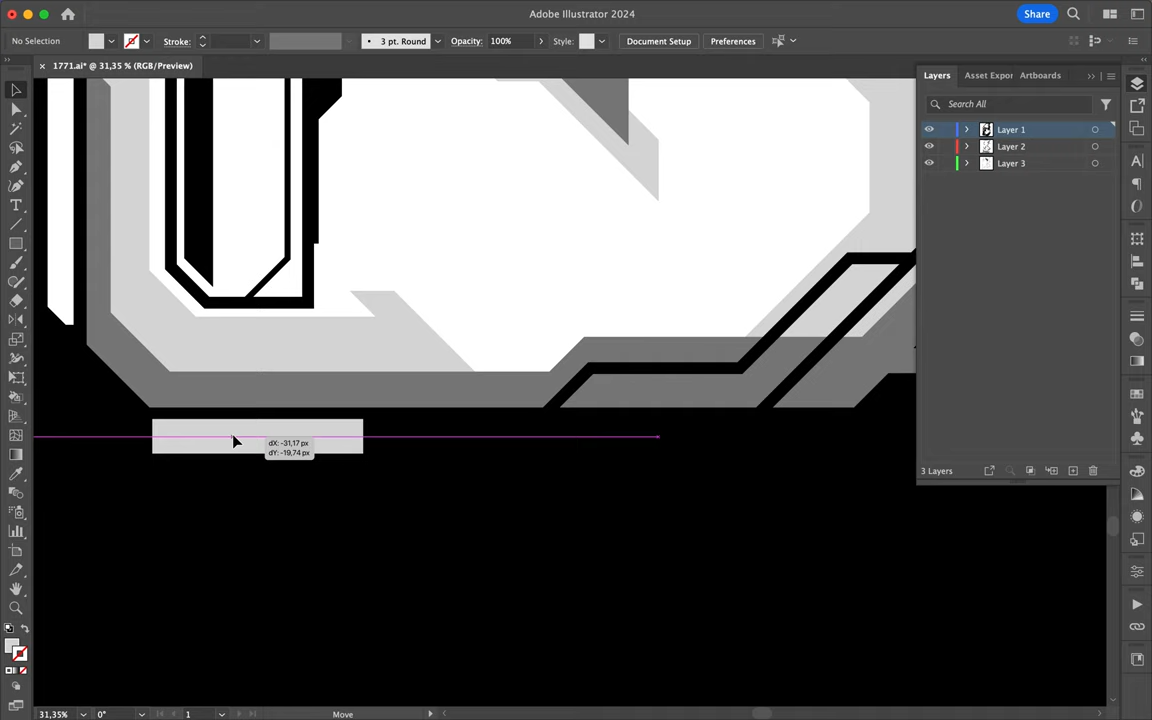 Adobe Illustrator 2024
Share
No Selection
Stroke:
3 pt. Round
Opacity:
100%
Style:
Document Setup
Preferences
1771.ai* @ 31,35 % (RGB/Preview)
Layers
Asset Expor
Artboards
Search All
Layer 1
Layer 2
Layer 3
dX: -31,17 px
dY: -19,74 px
3 Layers
31,35%
0°
1
Move